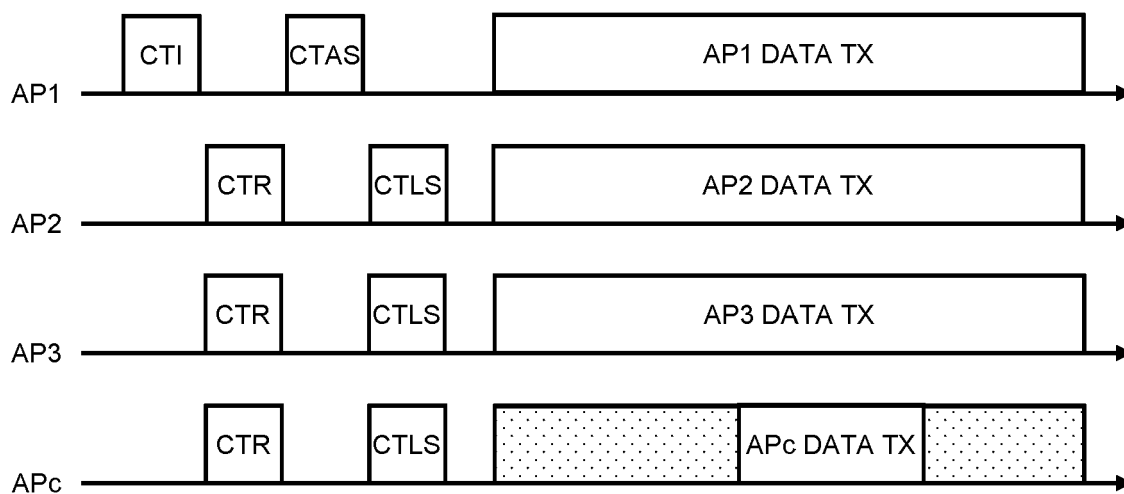 CTI CTAS AP1 DATA TX
AP1
CTR CTLS AP2 DATA TX
AP2
CTR CTLS AP3 DATA TX
AP3
CTR CTLS APc DATA TX
APc